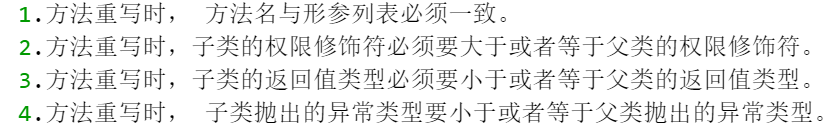 1.方法重写时， 方法名与形参列表必须一致。
2.方法重写时，子类的权限修饰符必须要大于或者等于父类的权限修饰符。
3.方法重写时，子类的返回值类型必须要小于或者等于父类的返回值类型。
4.方法重写时， 子类抛出的异常类型要小于或者等于父类抛出的异常类型。